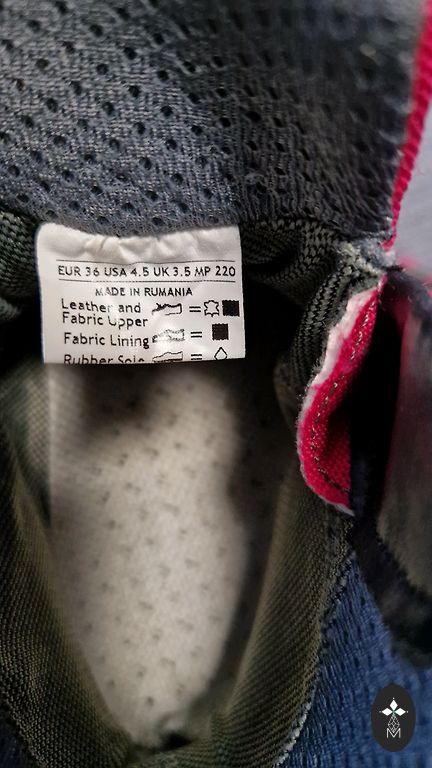 EUR 36 USA 4.5 UK 3.5 MP 220
MADE IN RUMANIA
Leather and =
Fabric Upper
Fabric Lining =
Rubber Sole =
M